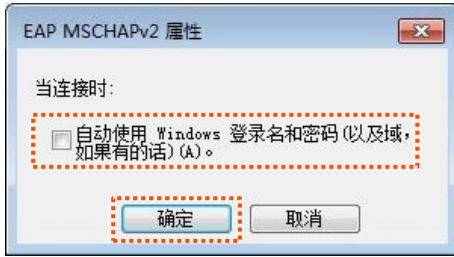 EAP MSCHAPv2 属性
当连接时:
自动使用 Windows 登录名和密码(以及域,
如果有的话)(A)。
确定 取消